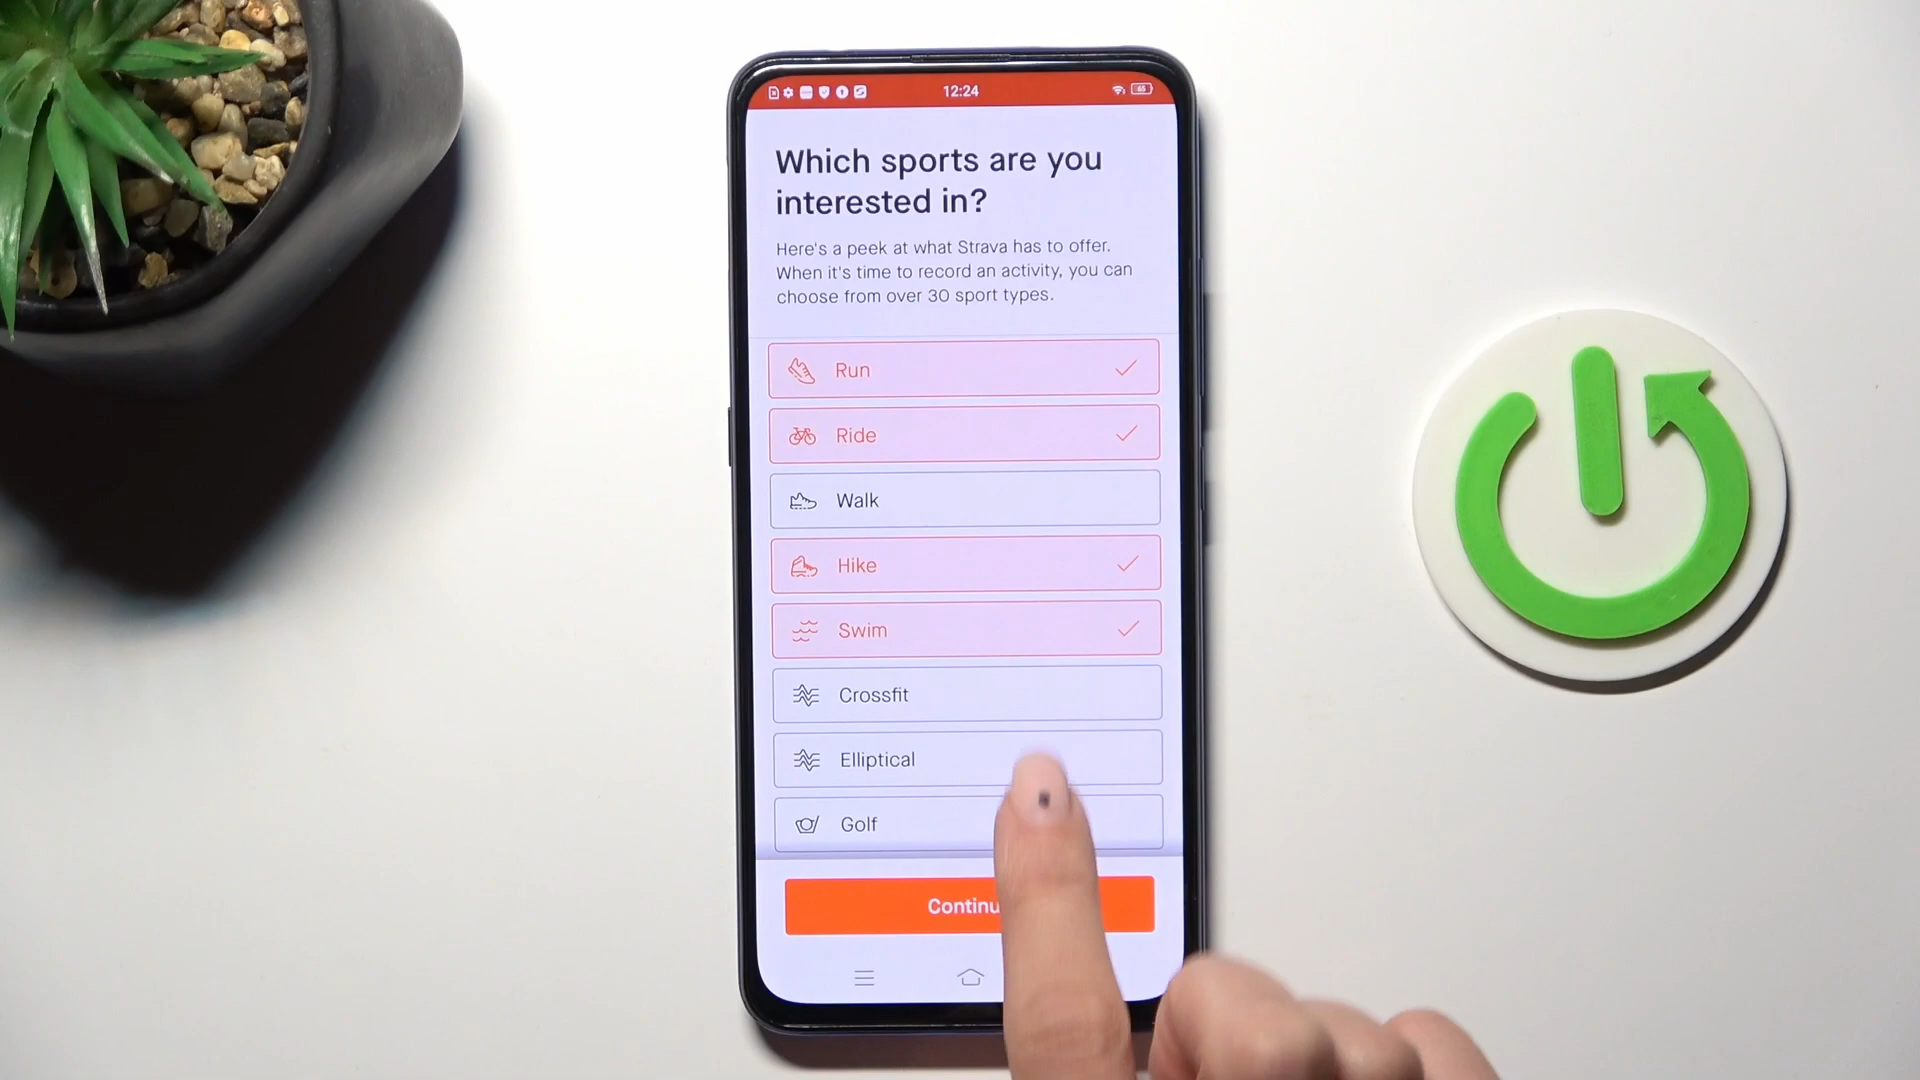 12:24
65
Which sports are you
interested in?
Here's a peek at what Strava has to offer.
When it's time to record an activity, you can
choose from over 30 sport types.
Run
Ride
Walk
Hike
Swim
Crossfit
Elliptical
Golf
Continu